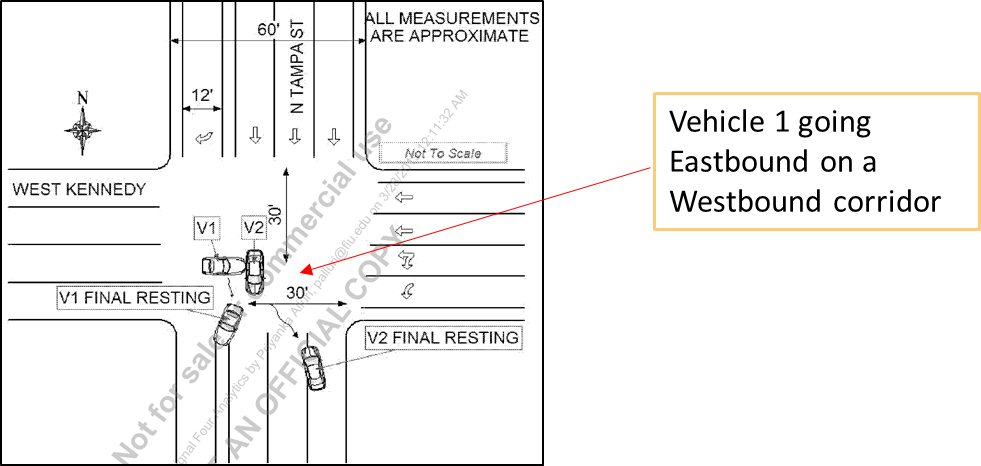 ALL MEASUREMENTS
ARE APPROXIMATE
60'
N TAMPA ST
12'
N
Not To Scale
WEST KENNEDY
30'
V1
V2
V1 FINAL RESTING
30'
V2 FINAL RESTING
Not for sale
commercial use
AN OFFICIAL COPY
Vehicle 1 going
Eastbound on a
Westbound corridor